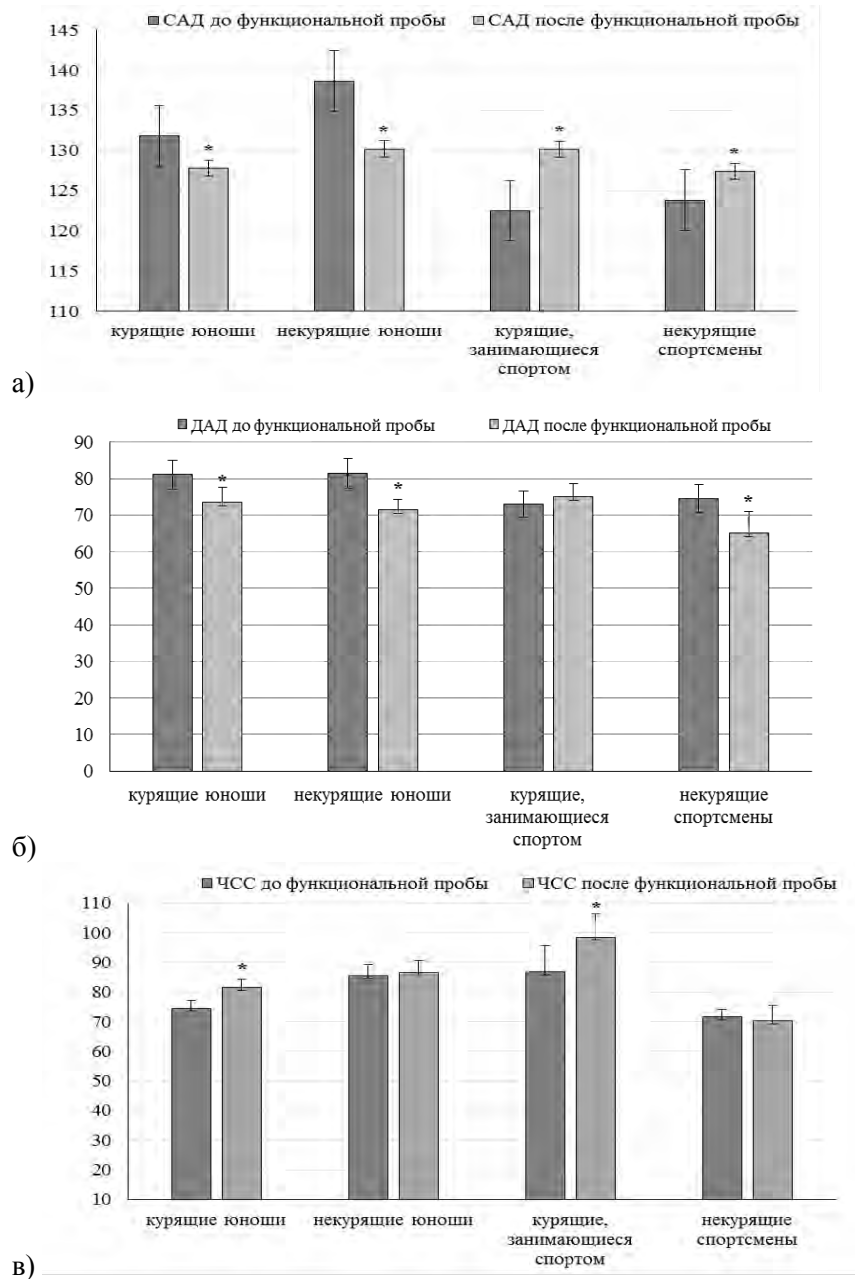 САД до функциональной пробы САД после функциональной пробы
145
140
135
130
125
120
115
110
* * * *
курящие юноши некурящие юноши курящие, занимающиеся спортом некурящие спортсмены
а)
ДАД до функциональной пробы ДАД после функциональной пробы
90
80
70
60
50
40
30
20
10
0
* * *
курящие юноши некурящие юноши курящие, занимающиеся спортом некурящие спортсмены
б)
ЧСС до функциональной пробы ЧСС после функциональной пробы
110
100
90
80
70
60
50
40
30
20
10
* *
курящие юноши некурящие юноши курящие, занимающиеся спортом некурящие спортсмены
в)